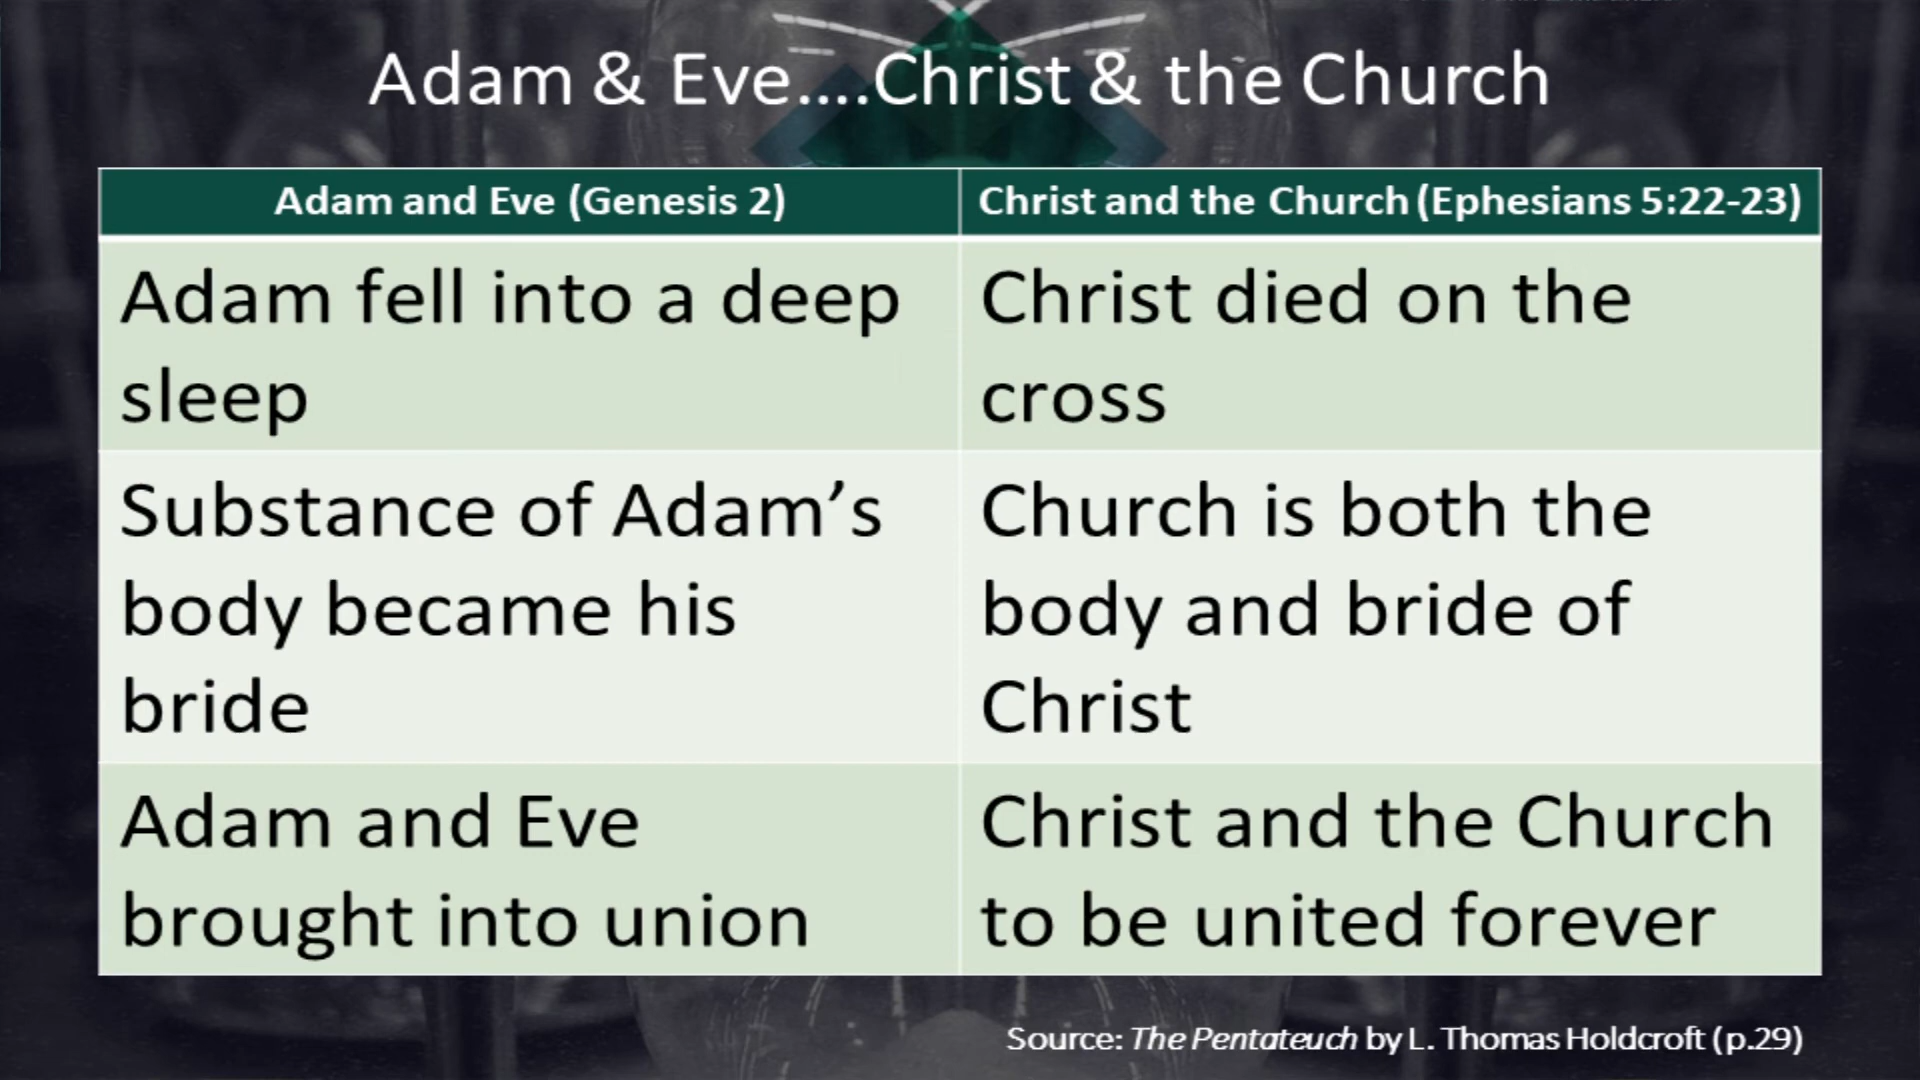 Adam & Eve....Christ & the Church
Adam and Eve (Genesis 2)
Christ and the Church (Ephesians 5:22-23)
Adam fell into a deep
sleep
Christ died on the
cross
Substance of Adam’s
body became his
bride
Church is both the
body and bride of
Christ
Adam and Eve
brought into union
Christ and the Church
to be united forever
Source: The Pentateuch by L. Thomas Holdcroft (p.29)